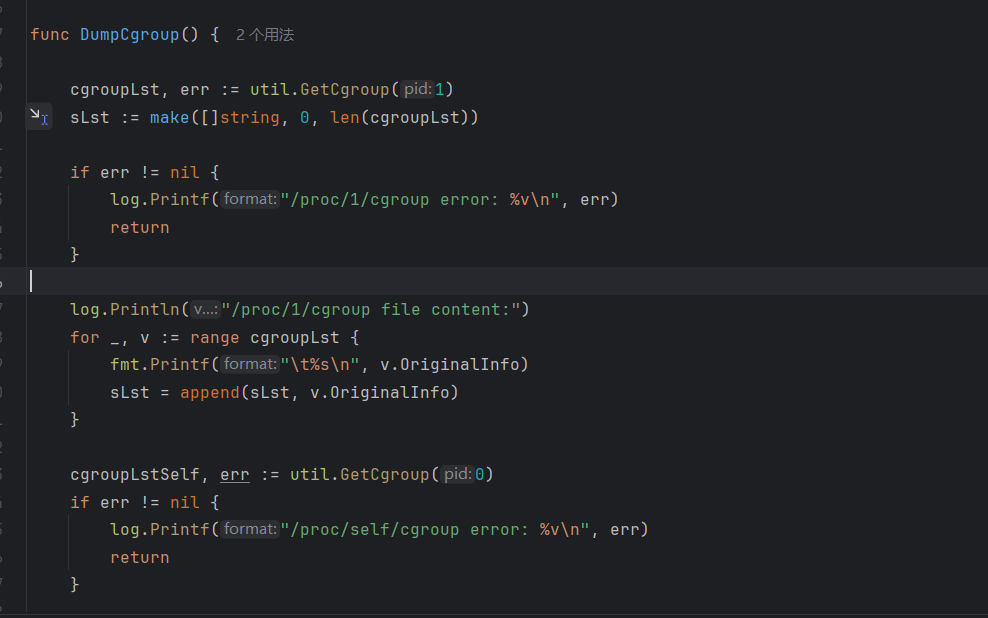 func DumpCgroup() { 2 个用法
cgroupLst, err := util.GetCgroup( pid: 1)
sLst := make([]string, 0, len(cgroupLst))
if err != nil {
log.Printf( format: "/proc/1/cgroup error: %v\n", err)
return
}
log.Println( v...: "/proc/1/cgroup file content:")
for _, v := range cgroupLst {
fmt.Printf( format: "\t%s\n", v.OriginalInfo)
sLst = append(sLst, v.OriginalInfo)
}
cgroupLstSelf, err := util.GetCgroup( pid: 0)
if err != nil {
log.Printf( format: "/proc/self/cgroup error: %v\n", err)
return
}